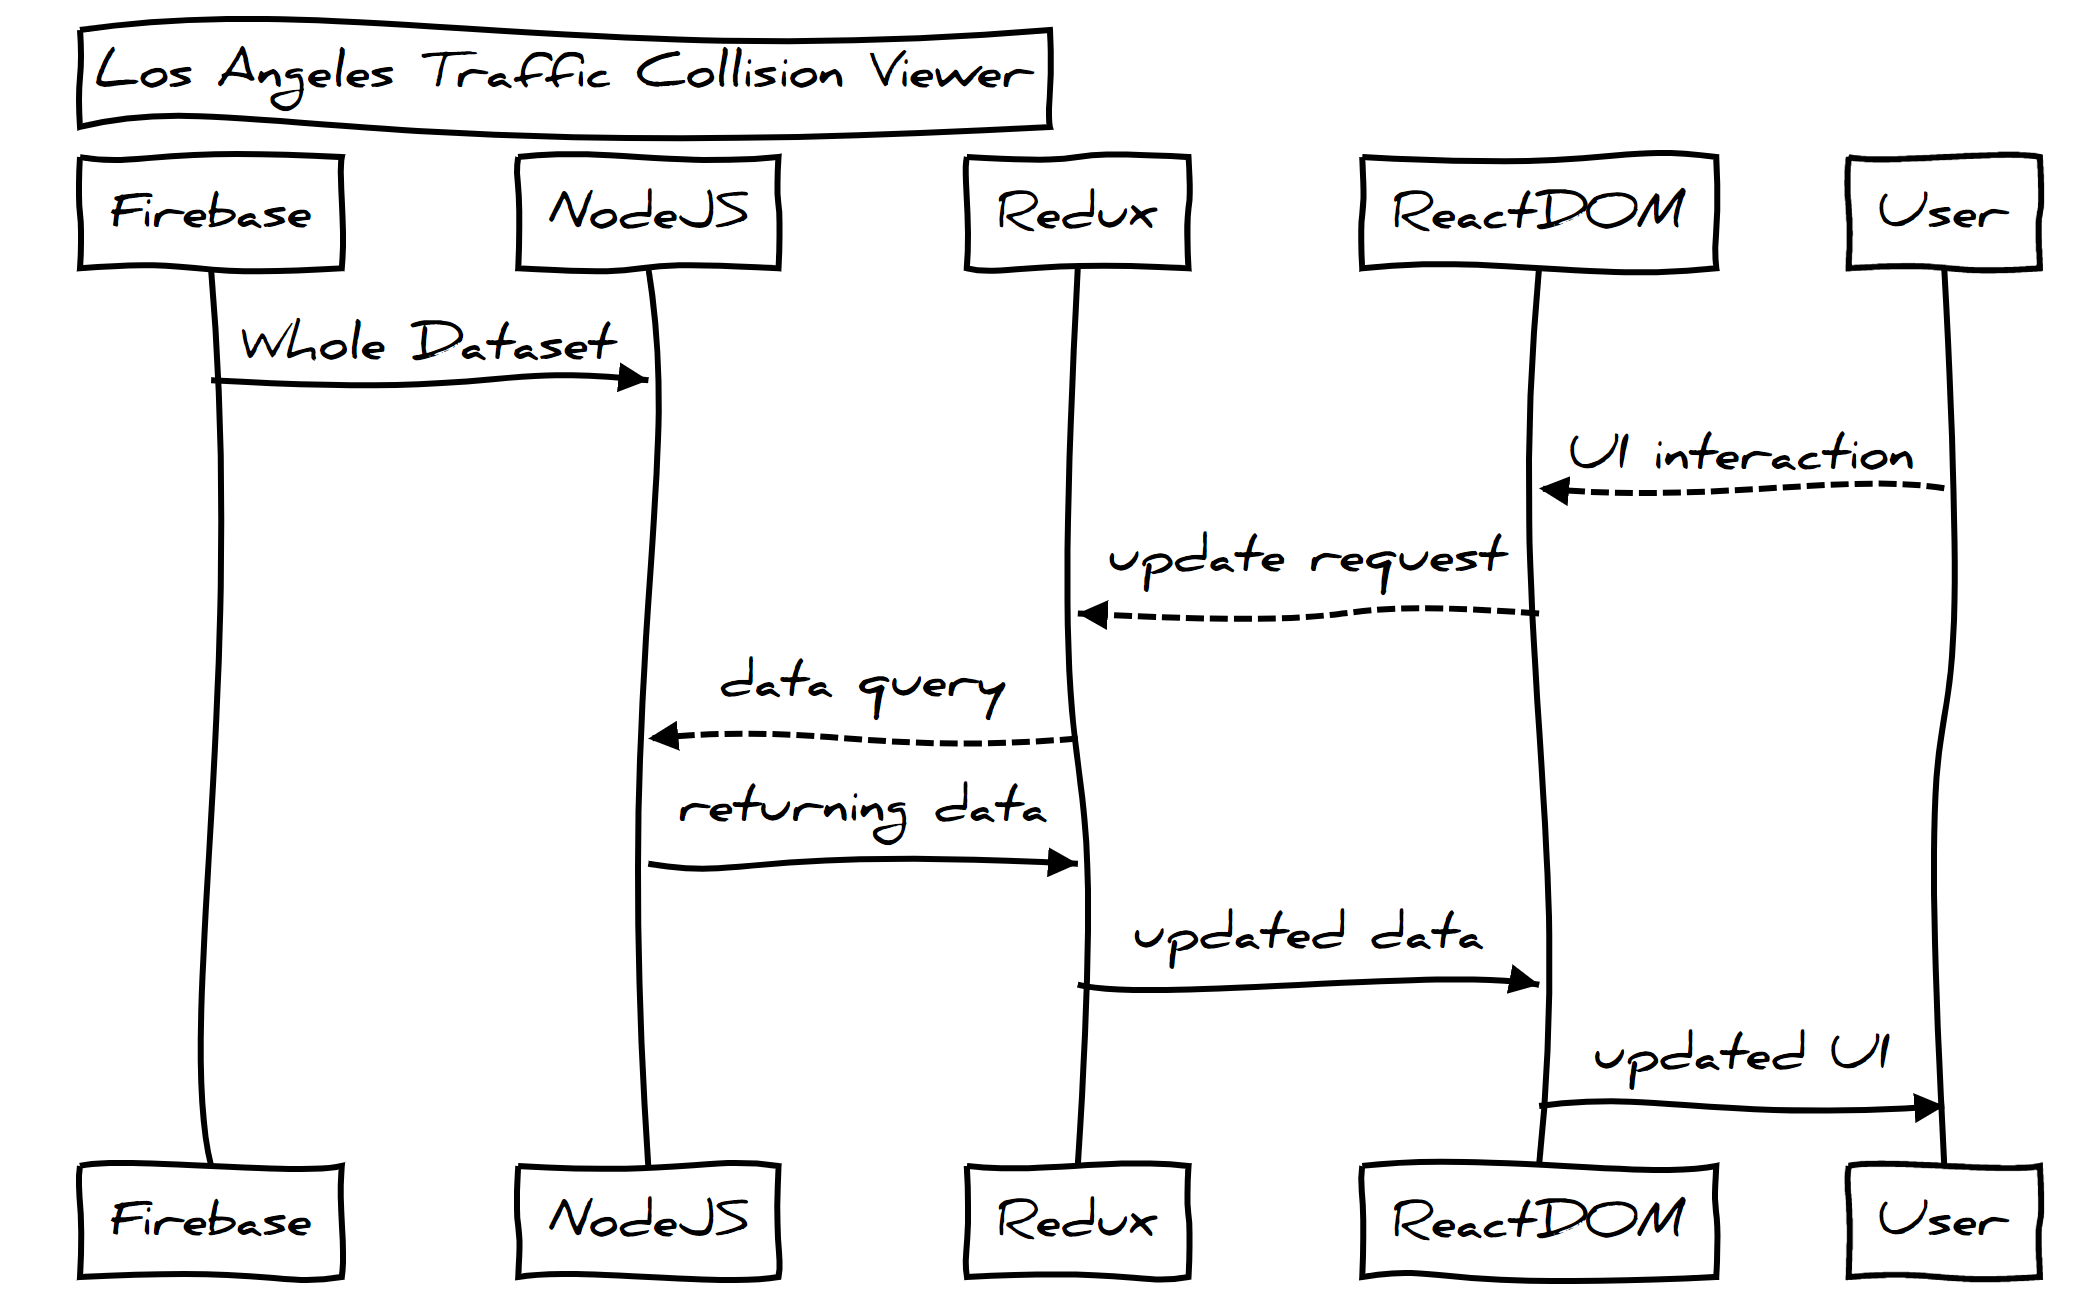 Los Angeles Traffic Collision Viewer
Firebase
NodeJS
Redux
ReactDOM
User
Whole Dataset
UI interaction
update request
data query
returning data
updated data
updated UI
Firebase
NodeJS
Redux
ReactDOM
User